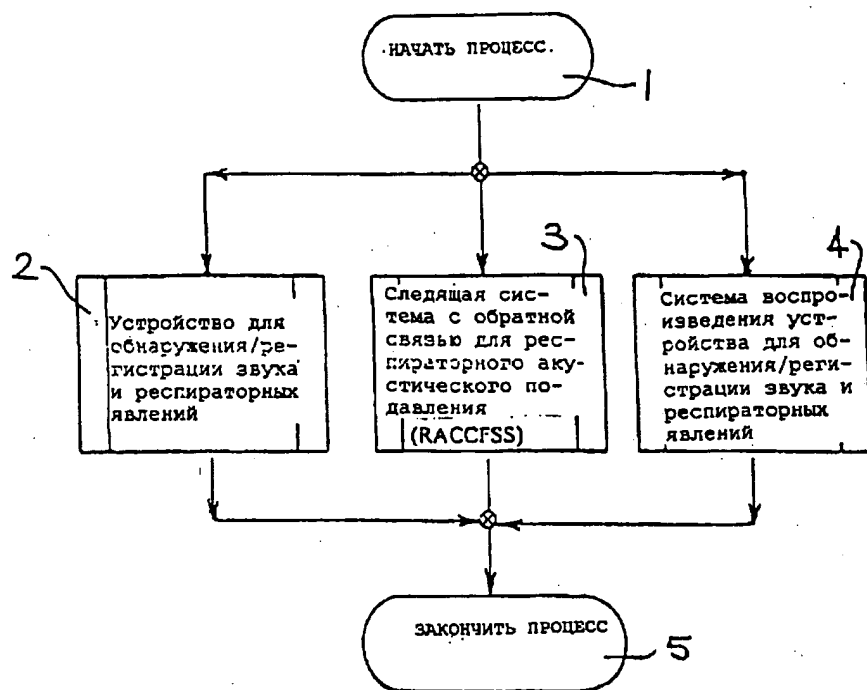 НАЧАТЬ ПРОЦЕСС.
1
2
Устройство для
обнаружения/ре-
гистрации звука
и респираторных
явлений
3
Следящая сис-
тема с обратной
связью для рес-
пираторного аку-
стического по-
давления
(RACCFSS)
4
Система воспро-
изведения уст-
ройства для об-
наружения/реги-
страции звука и
респираторных
явлений
ЗАКОНЧИТЬ ПРОЦЕСС
5